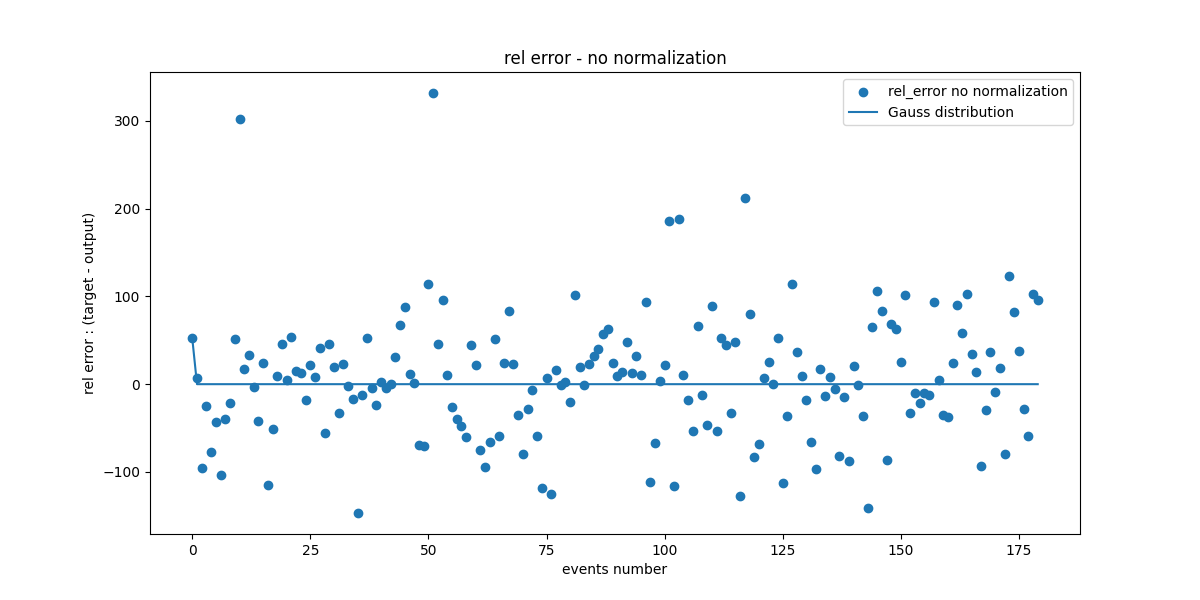 rel error - no normalization
rel_error no normalization
Gauss distribution
rel error : (target - output)
300
200
100
0
−100
0 25 50 75 100 125 150 175
events number